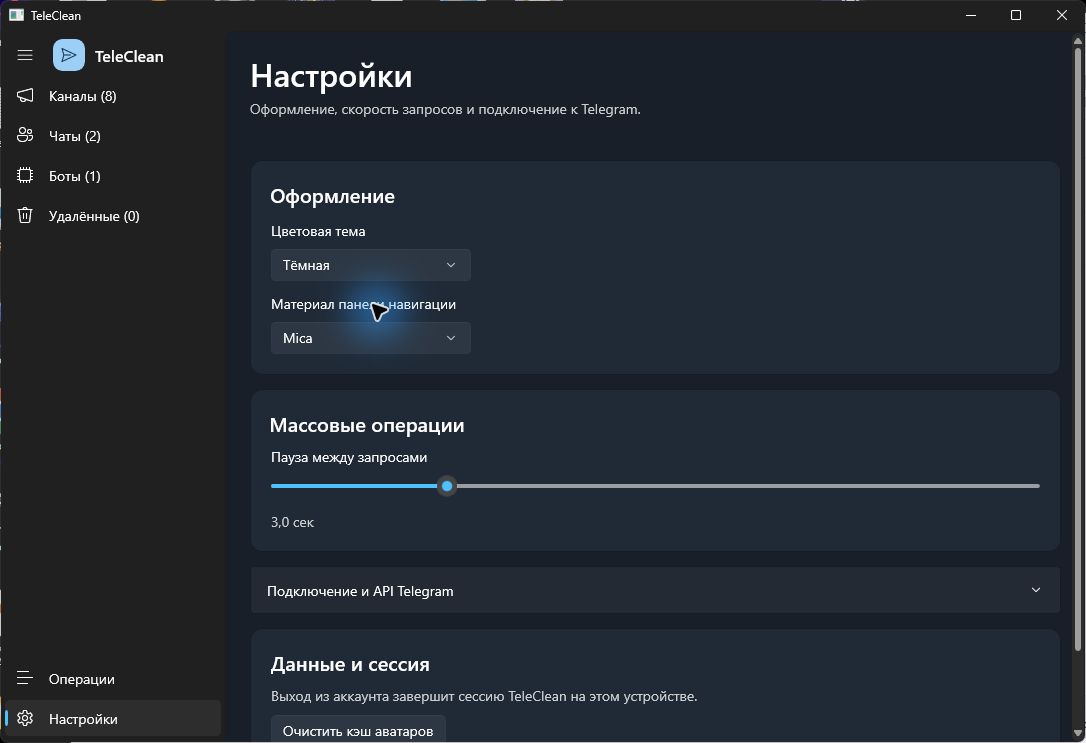 TeleClean
TeleClean
Каналы (8)
Чаты (2)
Боты (1)
Удалённые (0)
Операции
Настройки
Настройки
Оформление, скорость запросов и подключение к Telegram.
Оформление
Цветовая тема
Тёмная
Материал панели навигации
Mica
Массовые операции
Пауза между запросами
3,0 сек
Подключение и API Telegram
Данные и сессия
Выход из аккаунта завершит сессию TeleClean на этом устройстве.
Очистить кэш аватаров